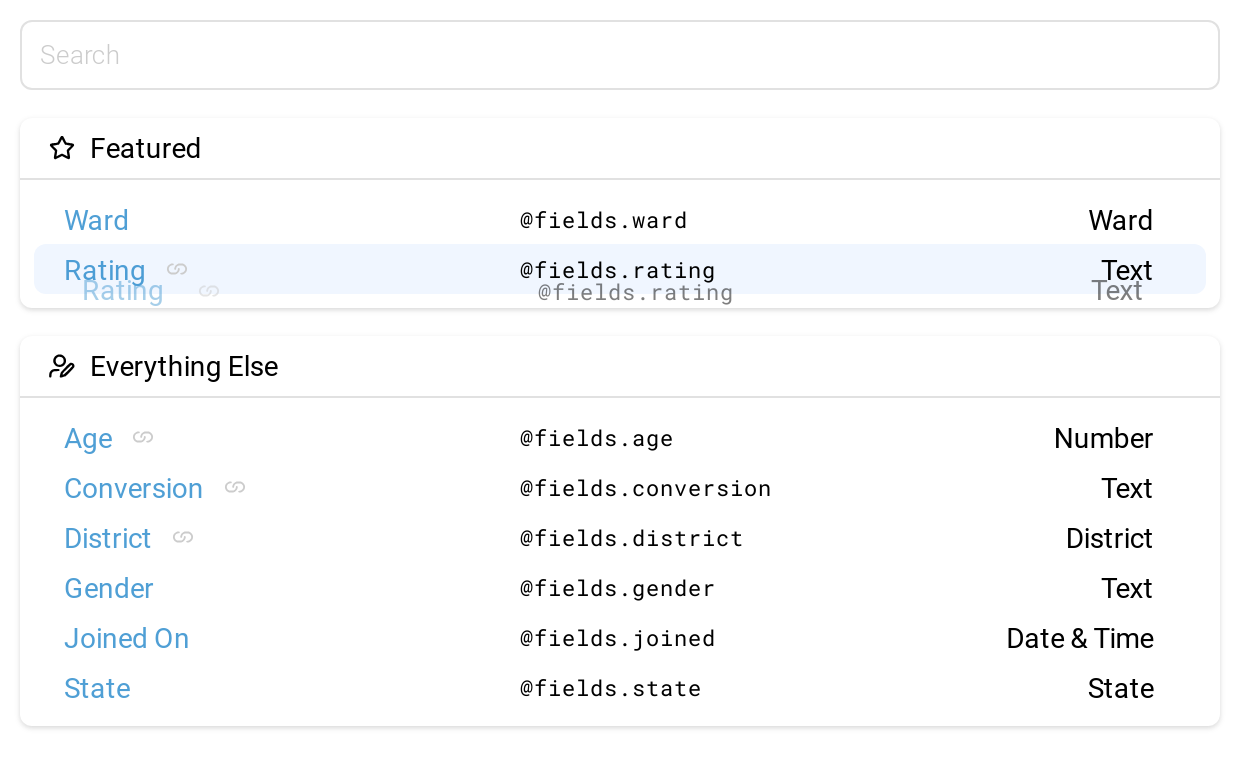 Search
Featured
Ward @fields.ward Ward
Rating @fields.rating Text
Rating @fields.rating Text
Everything Else
Age @fields.age Number
Conversion @fields.conversion Text
District @fields.district District
Gender @fields.gender Text
Joined On @fields.joined Date & Time
State @fields.state State